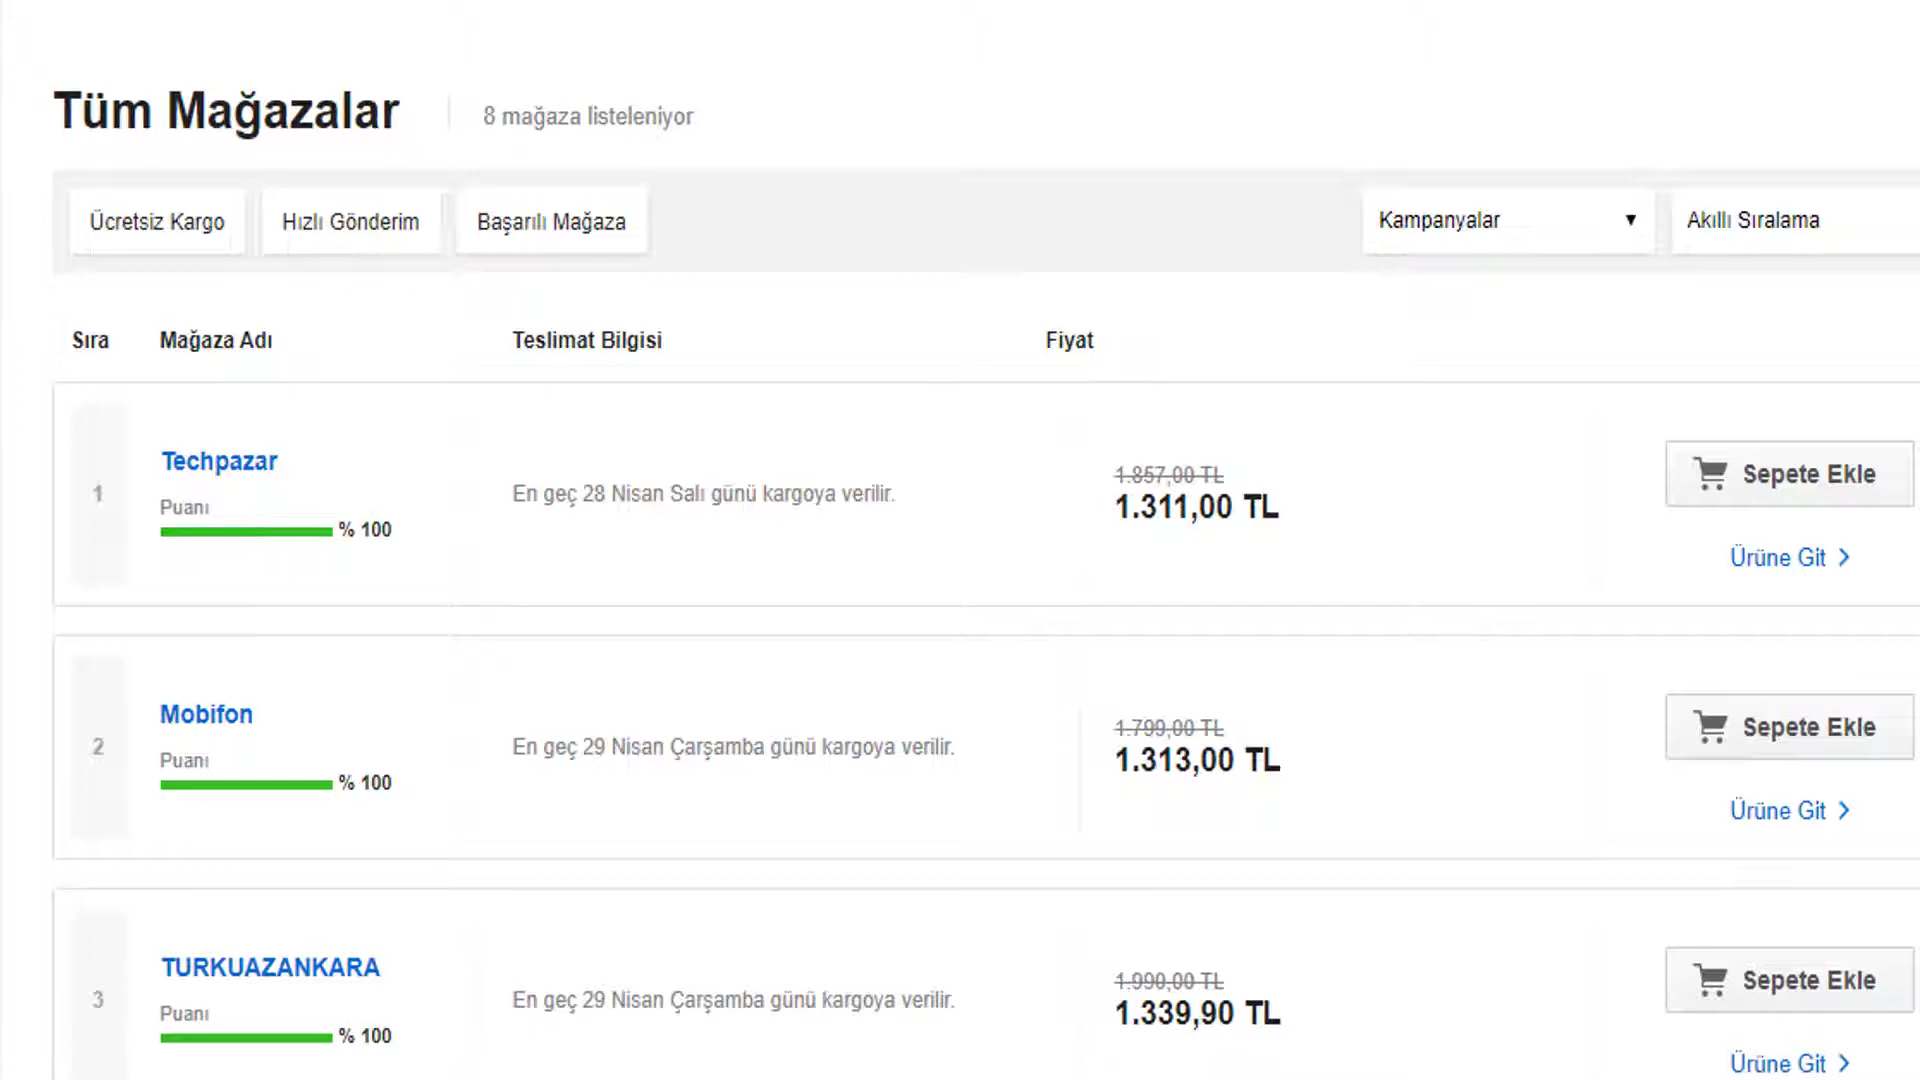 Tüm Mağazalar
8 mağaza listeleniyor
Ücretsiz Kargo
Hızlı Gönderim
Başarılı Mağaza
Kampanyalar
Akıllı Sıralama
Sıra
Mağaza Adı
Teslimat Bilgisi
Fiyat
1
Techpazar
Puanı
% 100
En geç 28 Nisan Salı günü kargoya verilir.
1.857,00 TL
1.311,00 TL
Sepete Ekle
Ürüne Git
2
Mobifon
Puanı
% 100
En geç 29 Nisan Çarşamba günü kargoya verilir.
1.799,00 TL
1.313,00 TL
Sepete Ekle
Ürüne Git
3
TURKUAZANKARA
Puanı
% 100
En geç 29 Nisan Çarşamba günü kargoya verilir.
1.990,00 TL
1.339,90 TL
Sepete Ekle
Ürüne Git